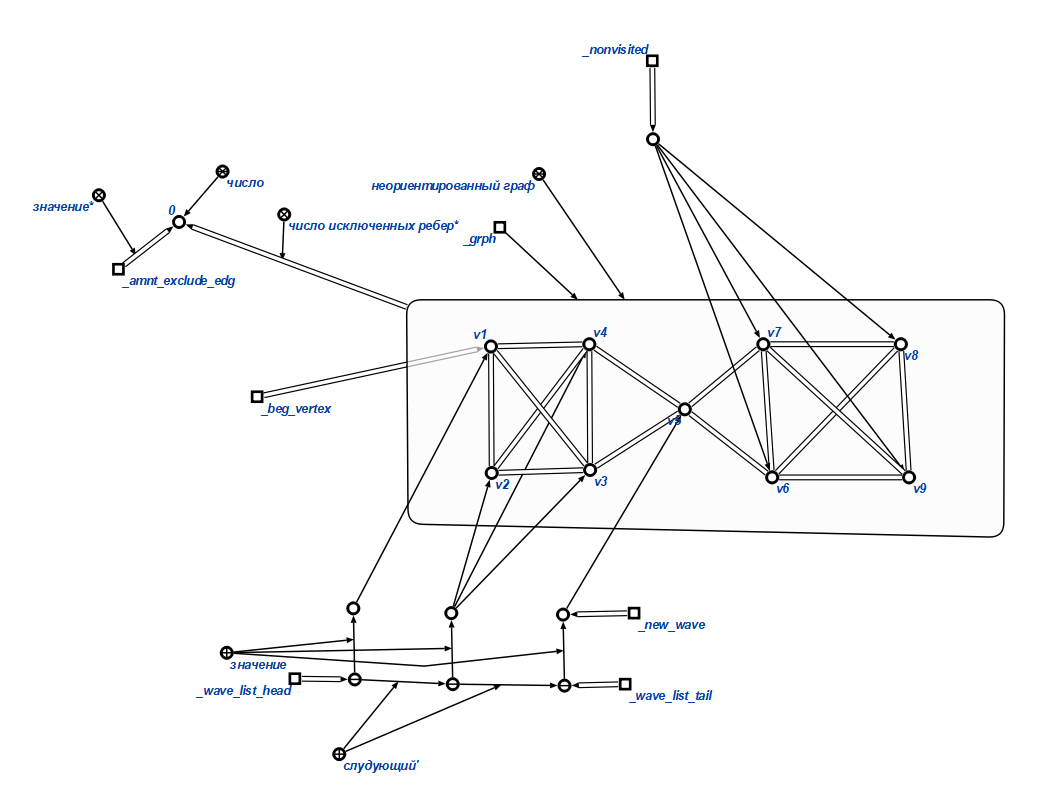 _nonvisited
число
неориентированный граф
значение*
0
число исключенных ребер*
_grph
_amnt_exclude_edg
v1
v4
v7
v8
_beg_vertex
v5
v2
v3
v6
v9
_new_wave
значение
_wave_list_head
_wave_list_tail
слудующий'